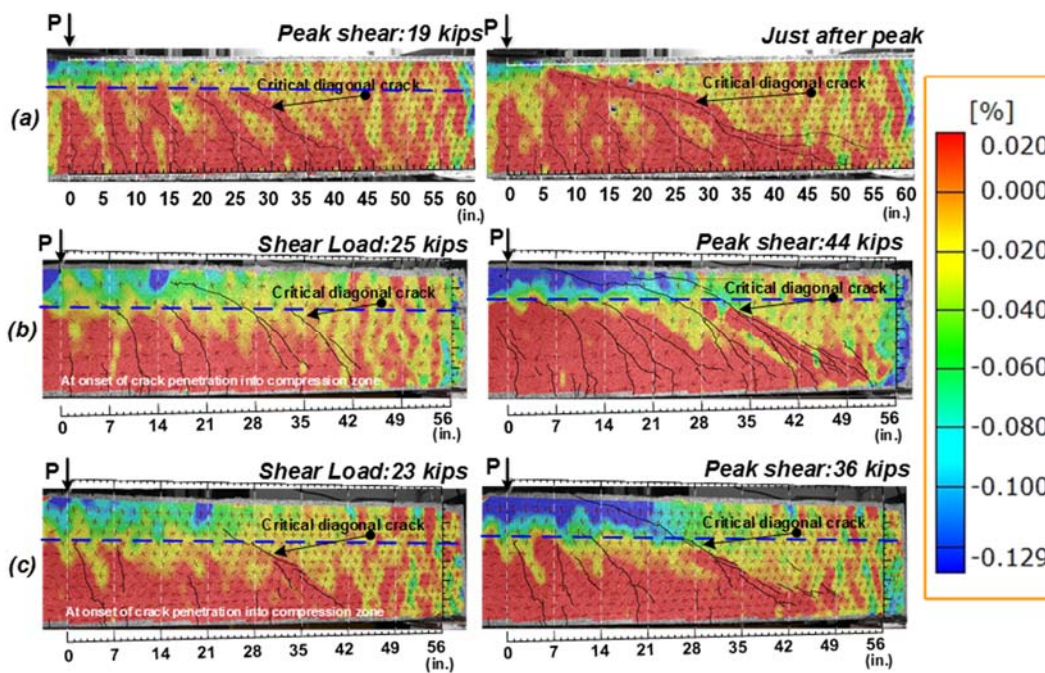 P
Peak shear:19 kips
Just after peak
Critical diagonal crack
Critical diagonal crack
(a)
0 5 10 15 20 25 30 35 40 45 50 55 60
(in.)
0 5 10 15 20 25 30 35 40 45 50 55 60
(in.)
P
Shear Load:25 kips
P
Peak shear:44 kips
Critical diagonal crack
Critical diagonal crack
(b)
At onset of crack penetration into compression zone
0 7 14 21 28 35 42 49 56
(in.)
0 7 14 21 28 35 42 49 56
(in.)
P
Shear Load:23 kips
P
Peak shear:36 kips
Critical diagonal crack
Critical diagonal crack
(c)
At onset of crack penetration into compression zone
0 7 14 21 28 35 42 49 56
(in.)
0 7 14 21 28 35 42 49 56
(in.)
[%]
0.020
0.000
-0.020
-0.040
-0.060
-0.080
-0.100
-0.129
P